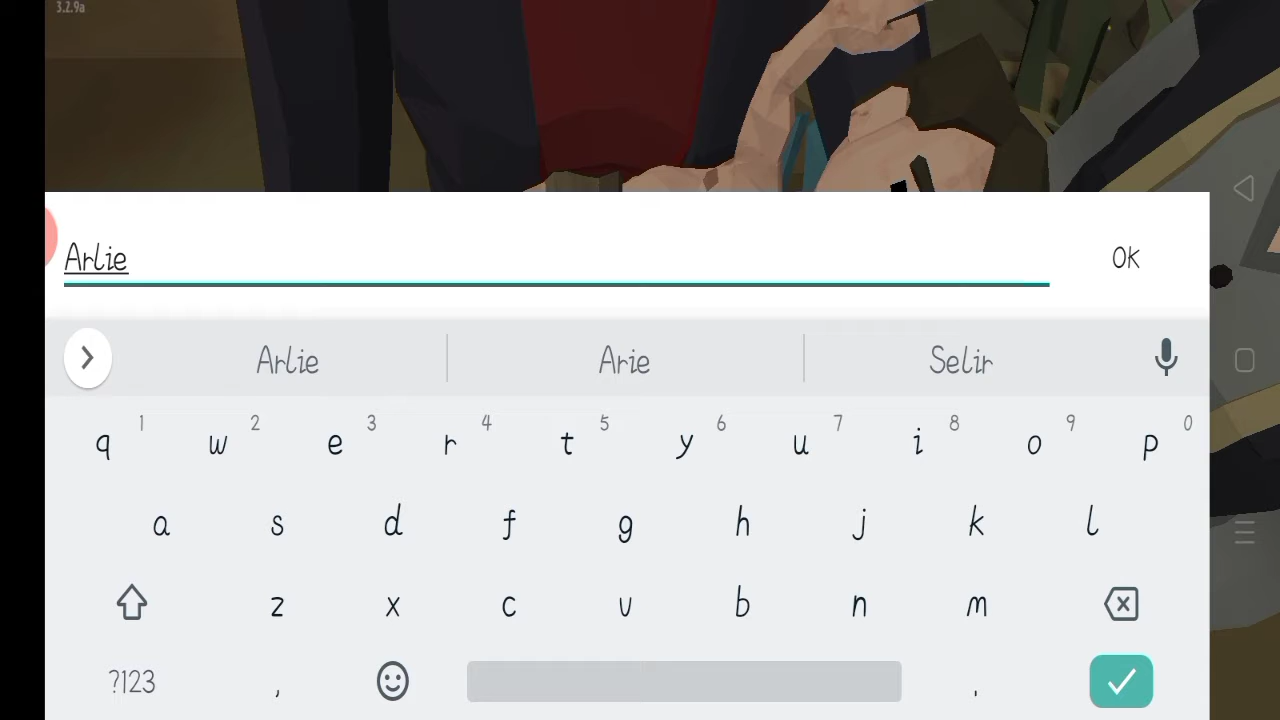 3.2.9a
Arlie
OK
Arlie Arie Selir
1 2 3 4 5 6 7 8 9 0
q w e r t y u i o p
a s d f g h j k l
z x c v b n m
?123 , .